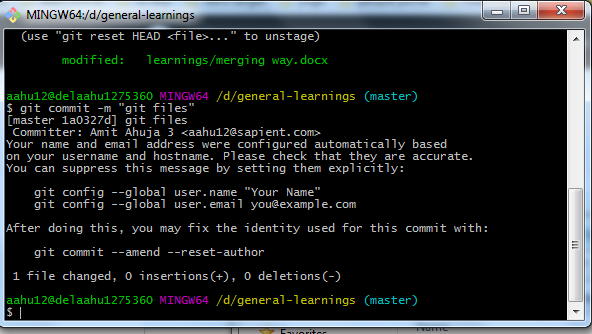 MINGW64:/d/general-learnings
(use "git reset HEAD <file>..." to unstage)
modified:   learnings/merging way.docx
aahu12@delaahu1275360 MINGW64 /d/general-learnings (master)
$ git commit -m "git files"
[master 1a0327d] git files
Committer: Amit Ahuja 3 <aahu12@sapient.com>
Your name and email address were configured automatically based
on your username and hostname. Please check that they are accurate.
You can suppress this message by setting them explicitly:
git config --global user.name "Your Name"
git config --global user.email you@example.com
After doing this, you may fix the identity used for this commit with:
git commit --amend --reset-author
1 file changed, 0 insertions(+), 0 deletions(-)
aahu12@delaahu1275360 MINGW64 /d/general-learnings (master)
$
Favorites
Name